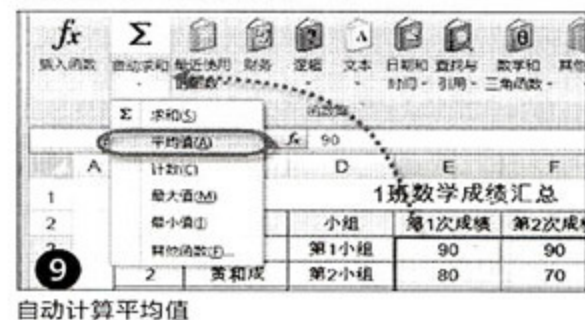 fx Σ
插入函数 自动求和 最近使用 财务 逻辑 文本 日期和 查找与 数学和 其他
时间 引用 三角函数
Σ 求和(S)
平均值(A) fx 90
计数(C) A D E F
1 最大值(M) 1班数学成绩汇总
2 最小值(I) 小组 第1次成绩 第2次成绩
其他函数(F)... 第1小组 90 90
2 黄和成 第2小组 80 70
9
自动计算平均值